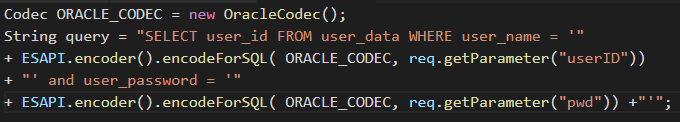 Codec ORACLE_CODEC = new OracleCodec();
String query = "SELECT user_id FROM user_data WHERE user_name = '"
+ ESAPI.encoder().encodeForSQL( ORACLE_CODEC, req.getParameter("userID"))
+ "' and user_password = '"
+ ESAPI.encoder().encodeForSQL( ORACLE_CODEC, req.getParameter("pwd")) +"'";